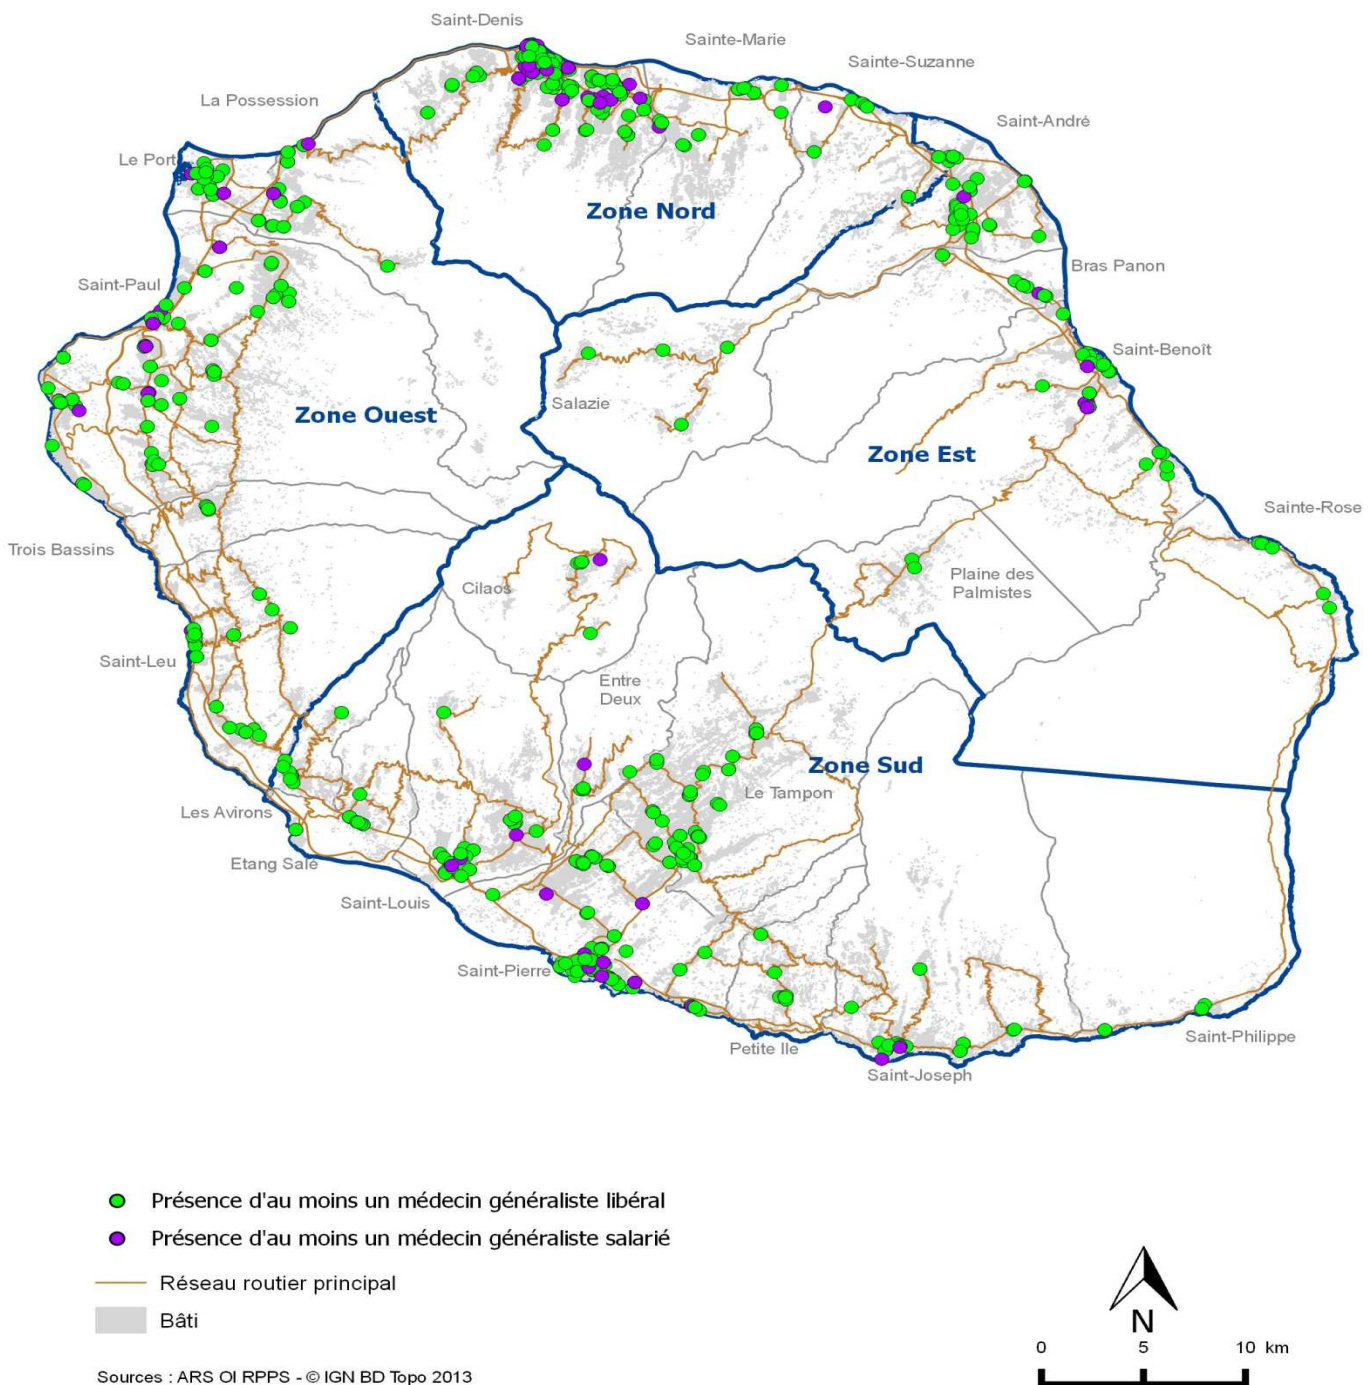 Saint-Denis
Sainte-Marie
Sainte-Suzanne
La Possession
Saint-André
Le Port
Zone Nord
Bras Panon
Saint-Paul
Saint-Benoît
Salazie
Zone Ouest
Zone Est
Sainte-Rose
Trois Bassins
Cilaos
Plaine des
Palmistes
Saint-Leu
Entre
Deux
Zone Sud
Le Tampon
Les Avirons
Etang Salé
Saint-Louis
Saint-Pierre
Petite Ile
Saint-Philippe
Saint-Joseph
Présence d'au moins un médecin généraliste libéral
Présence d'au moins un médecin généraliste salarié
Réseau routier principal
Bâti
N
0 5 10 km
Sources : ARS OI RPPS - © IGN BD Topo 2013